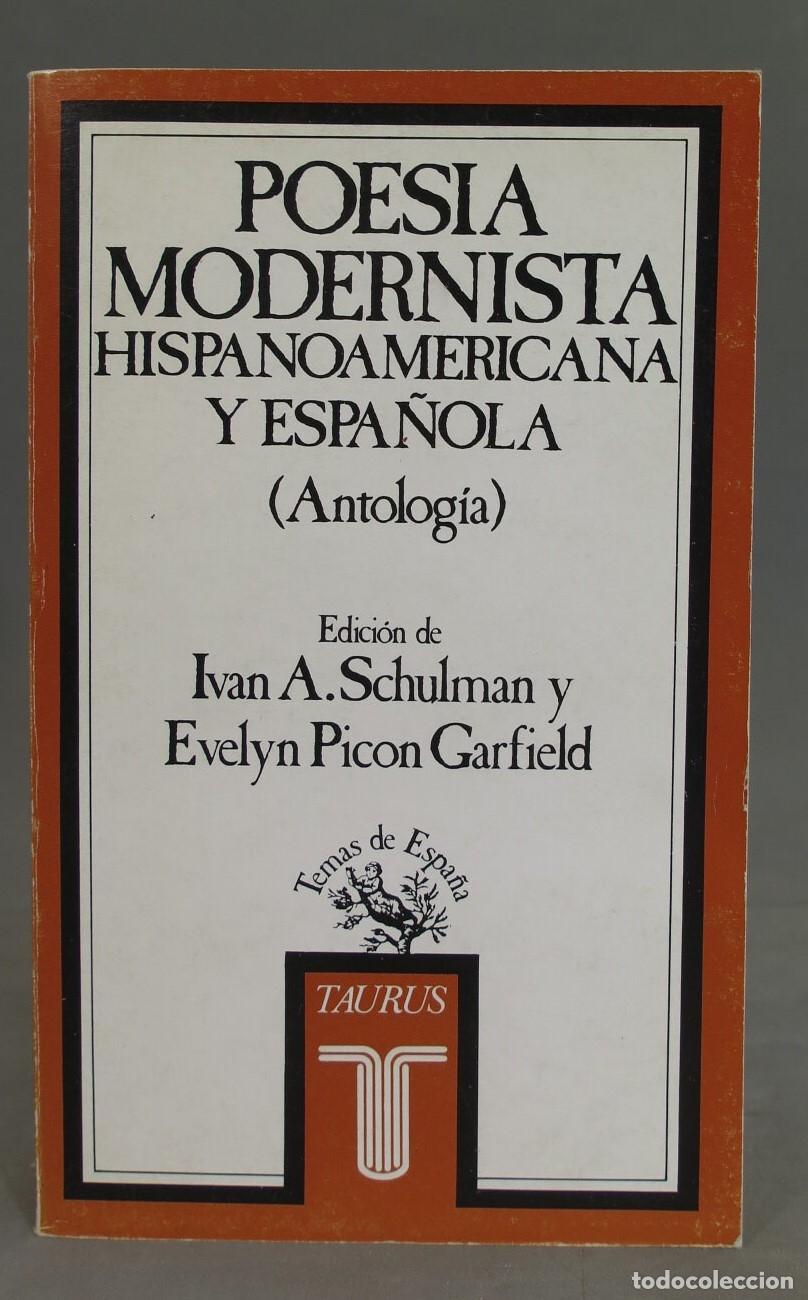 POESIA
MODERNISTA
HISPANOAMERICANA
Y ESPAÑOLA
(Antología)
Edición de
Ivan A. Schulman y
Evelyn Picon Garfield
Temas de España
TAURUS
T
todocoleccion